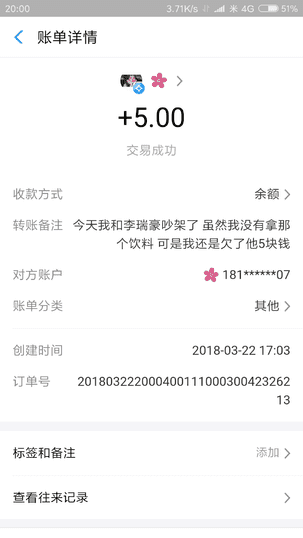 20:00 3.71K/s 米 4G 51%
账单详情
+5.00
交易成功
收款方式 余额
转账备注 今天我和李瑞豪吵架了 虽然我没有拿那
个饮料 可是我还是欠了他5块钱
对方账户 181******07
账单分类 其他
创建时间 2018-03-22 17:03
订单号 201803222000400111000300423262
13
标签和备注 添加
查看往来记录